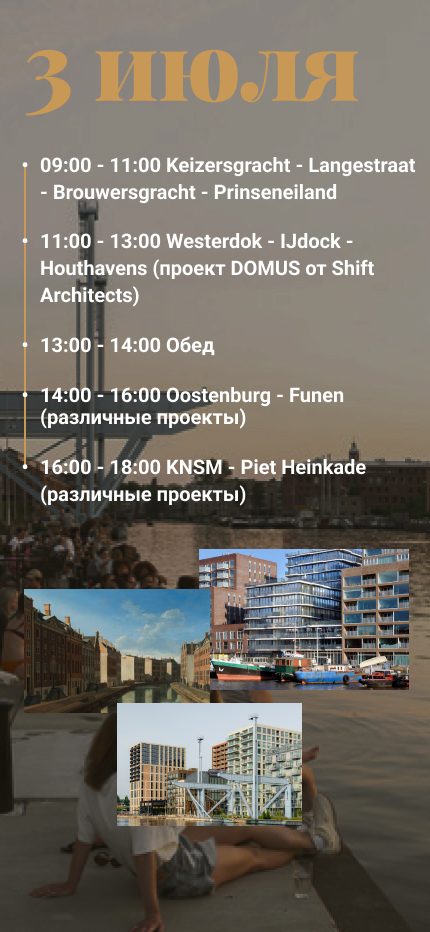 3 июля
09:00 - 11:00 Keizersgracht - Langestraat
- Brouwersgracht - Prinseneiland
11:00 - 13:00 Westerdok - IJdock -
Houthavens (проект DOMUS от Shift
Architects)
13:00 - 14:00 Обед
14:00 - 16:00 Oostenburg - Funen
(различные проекты)
16:00 - 18:00 KNSM - Piet Heinkade
(различные проекты)